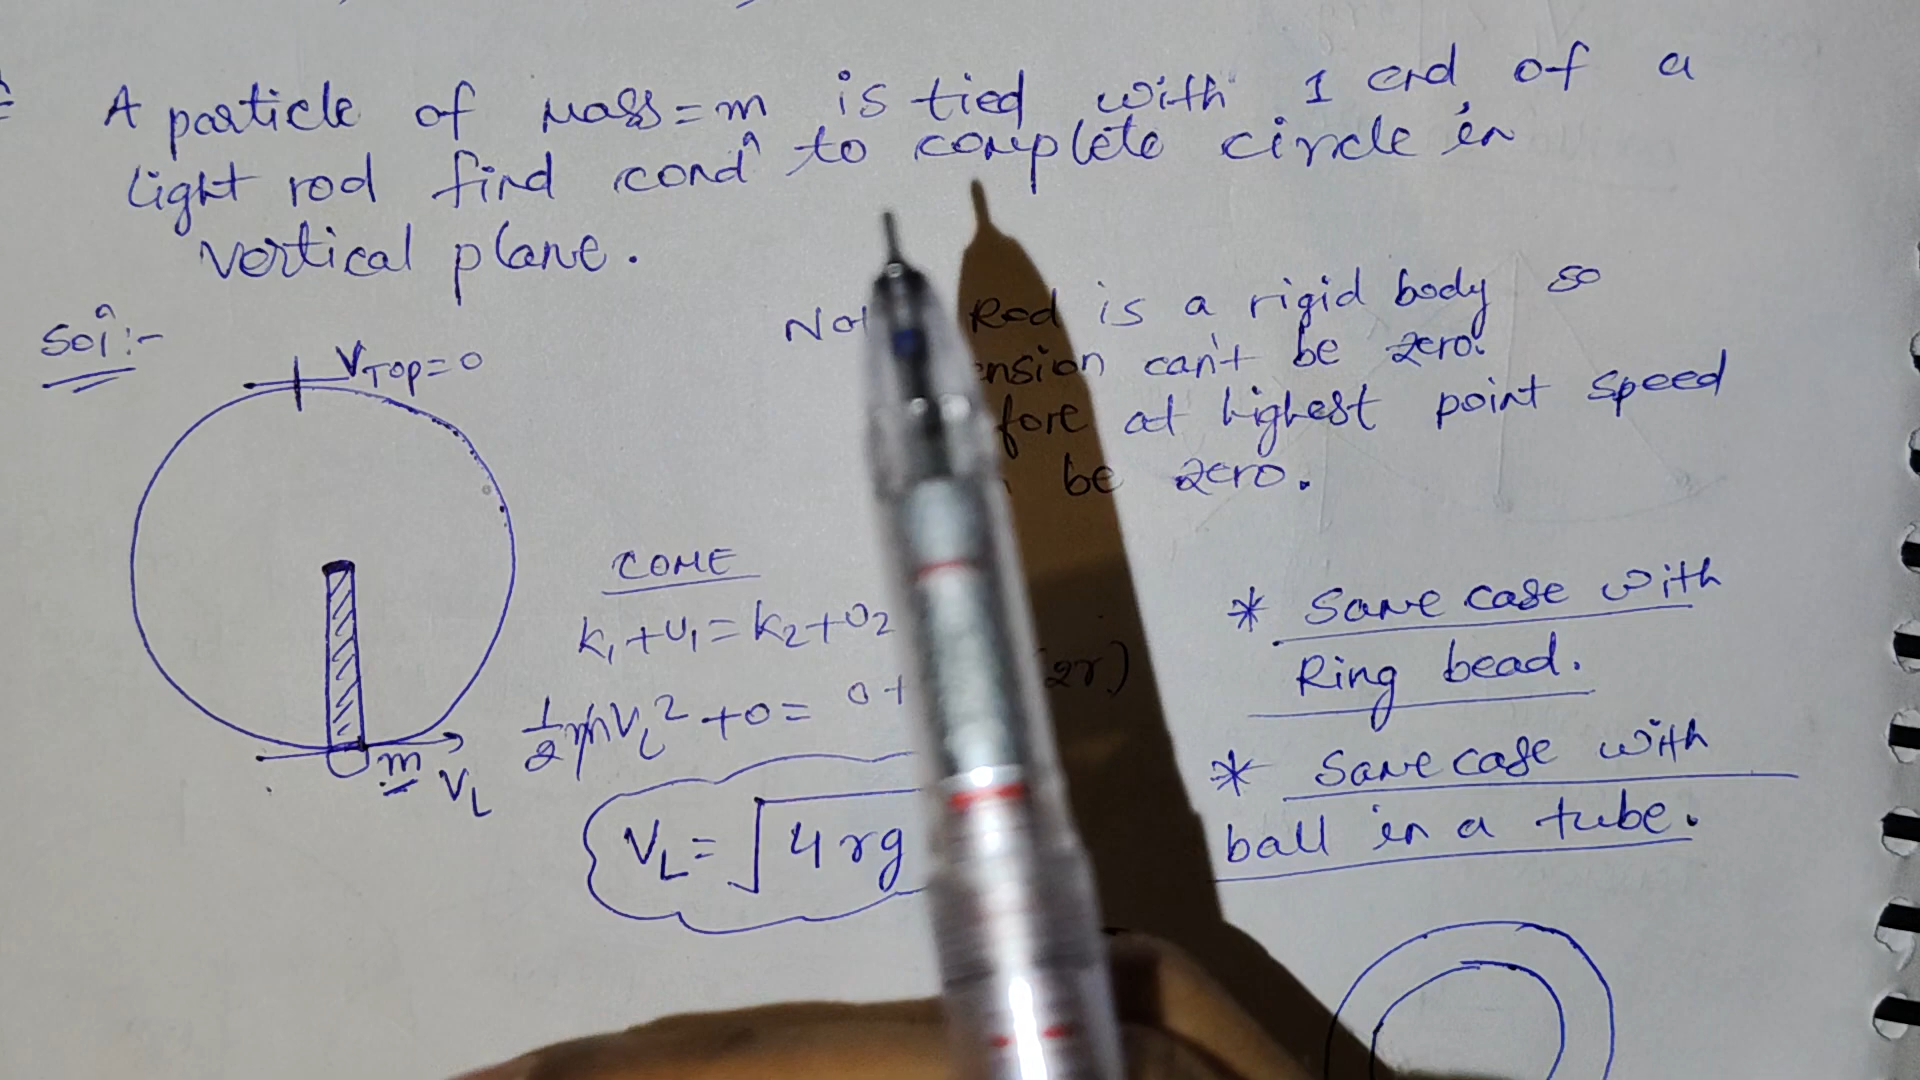 A particle of mass = m is tied with 1 end of a
light rod find condⁿ to complete circle in
vertical plane.
Solⁿ:-
V_TOP = 0
Rod is a rigid body so
can't be zero.
at highest point speed
be zero.
m
V_L
COME
k₁+U₁ = k₂+U₂
½mV_L² + 0 = 0 + (2r)
V_L = √4rg
* Same case with
Ring bead.
* Same case with
ball in a tube.